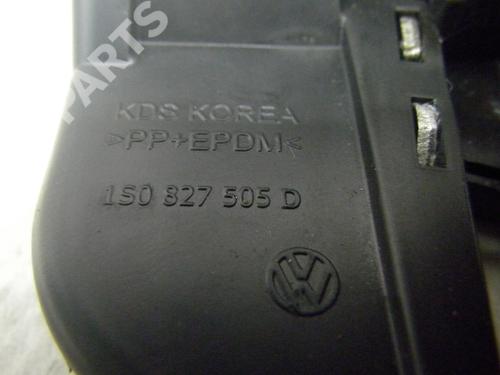 PARTS
KDS KOREA
>PP+EPDM<
1S0 827 505 D